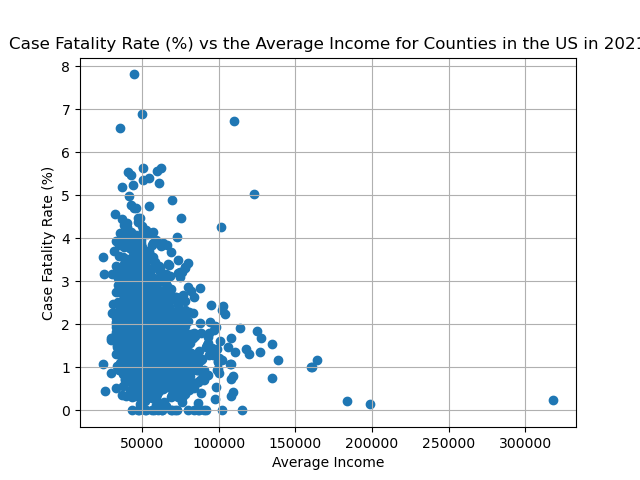 Case Fatality Rate (%) vs the Average Income for Counties in the US in 2021
8
7
6
5
4
3
2
1
0
Case Fatality Rate (%)
50000 100000 150000 200000 250000 300000
Average Income